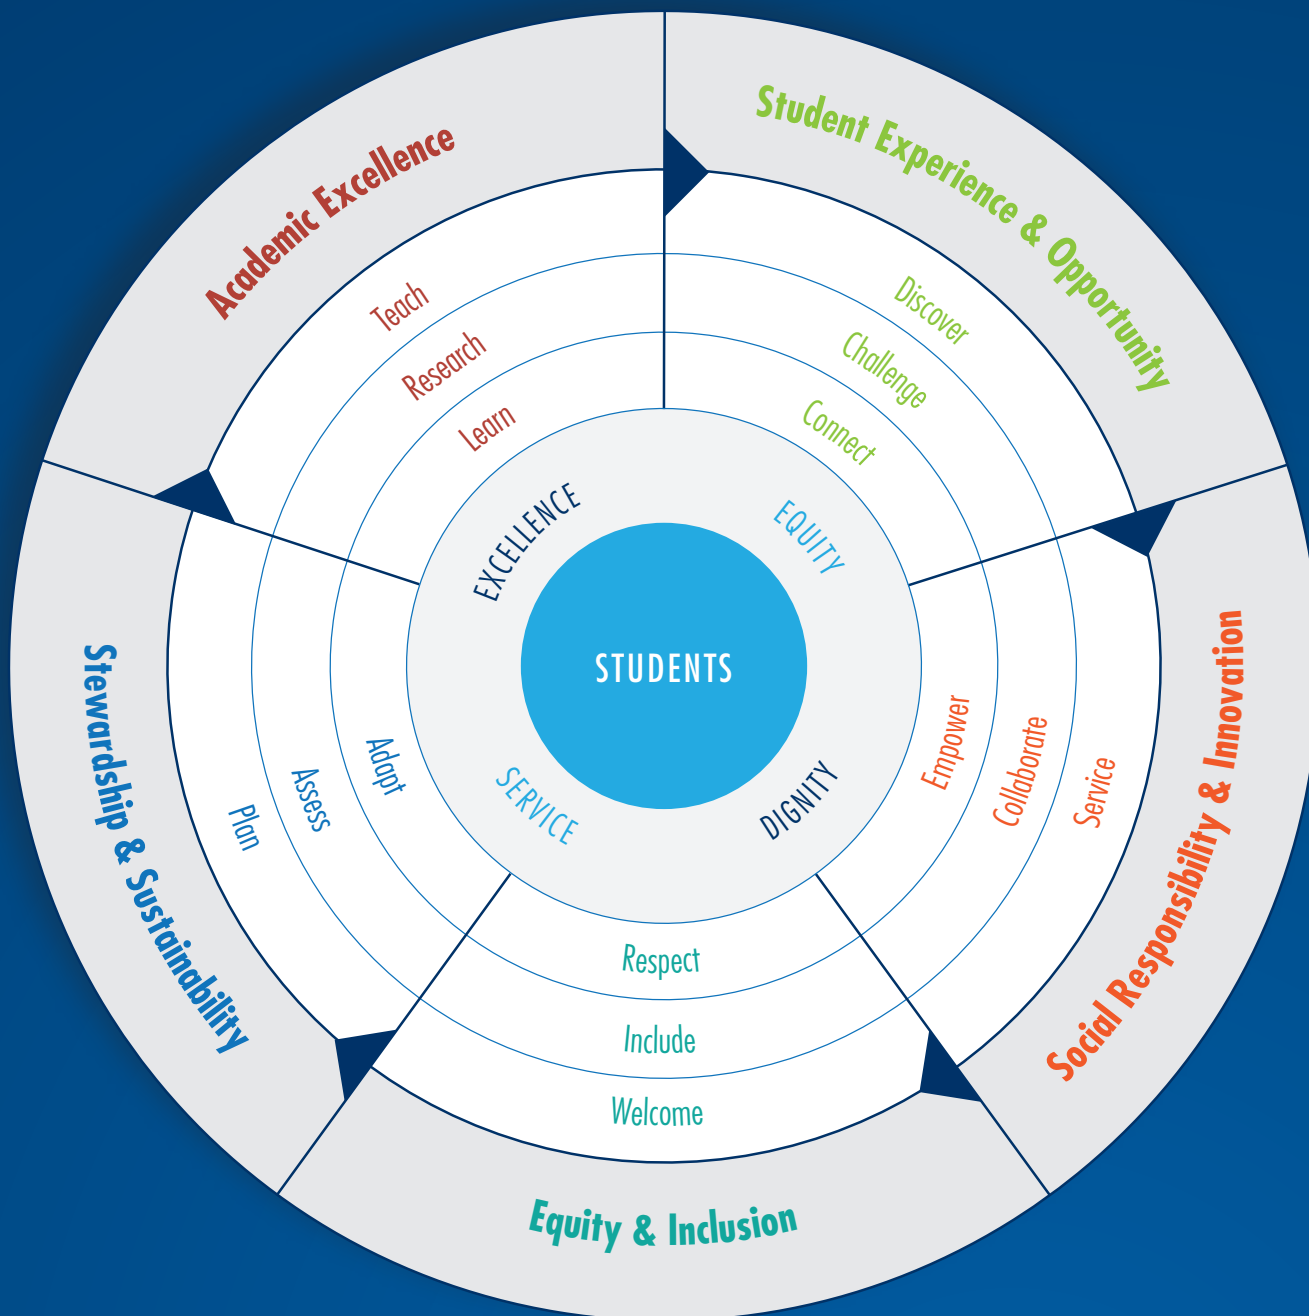 Academic Excellence
Teach
Research
Learn
Student Experience & Opportunity
Discover
Challenge
Connect
EXCELLENCE
EQUITY
STUDENTS
SERVICE
DIGNITY
Stewardship & Sustainability
Plan
Assess
Adapt
Empower
Collaborate
Service
Social Responsibility & Innovation
Respect
Include
Welcome
Equity & Inclusion